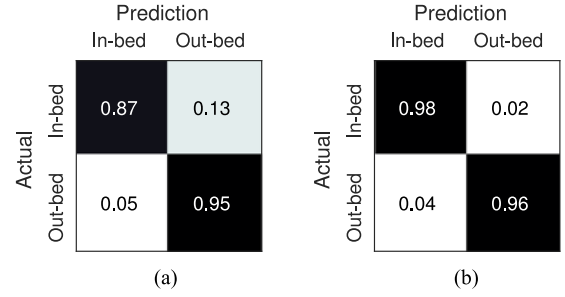 Prediction
In-bed Out-bed
Actual
In-bed
0.87 0.13
Out-bed
0.05 0.95
(a)
Prediction
In-bed Out-bed
Actual
In-bed
0.98 0.02
Out-bed
0.04 0.96
(b)